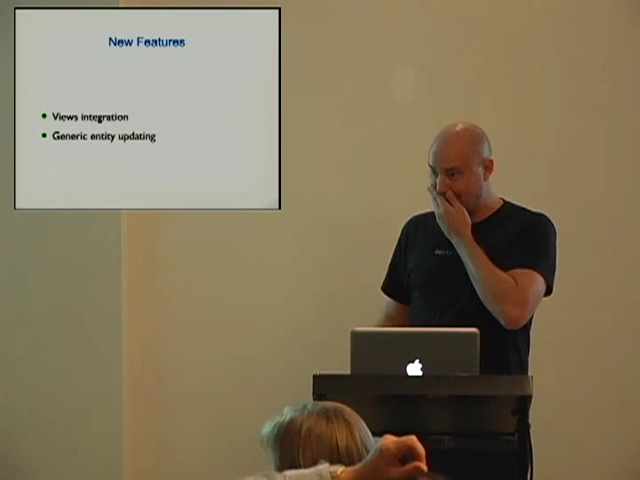 New Features
Views integration
Generic entity updating